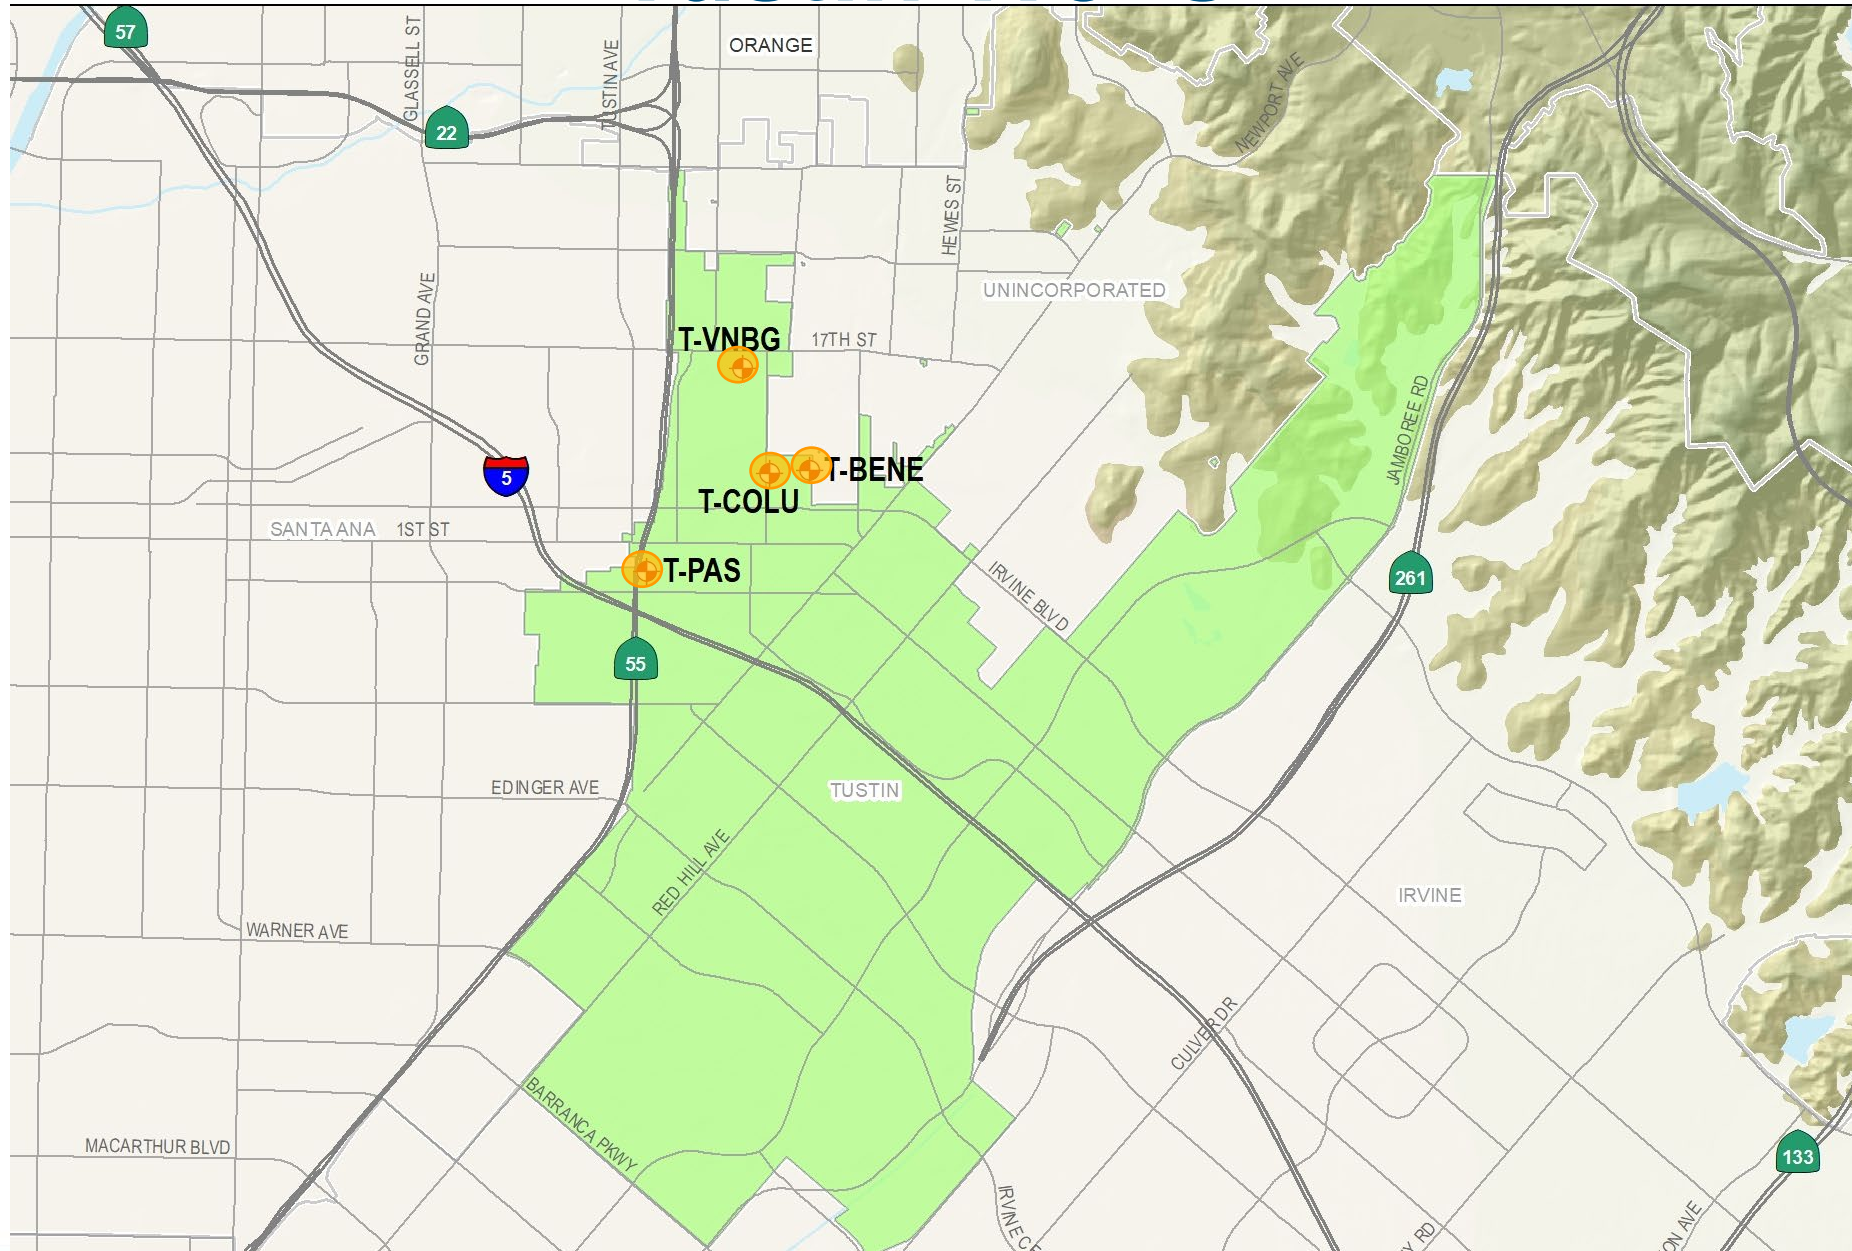 57
ORANGE
GLASSELL ST
TUSTIN AVE
NEWPORT AVE
22
HEWES ST
UNINCORPORATED
GRAND AVE
T-VNBG
17TH ST
JAMBOREE RD
5
T-BENE
T-COLU
SANTA ANA
1ST ST
T-PAS
IRVINE BLVD
261
55
EDINGER AVE
TUSTIN
RED HILL AVE
IRVINE
WARNER AVE
CULVER DR
BARRANCA PKWY
MACARTHUR BLVD
133